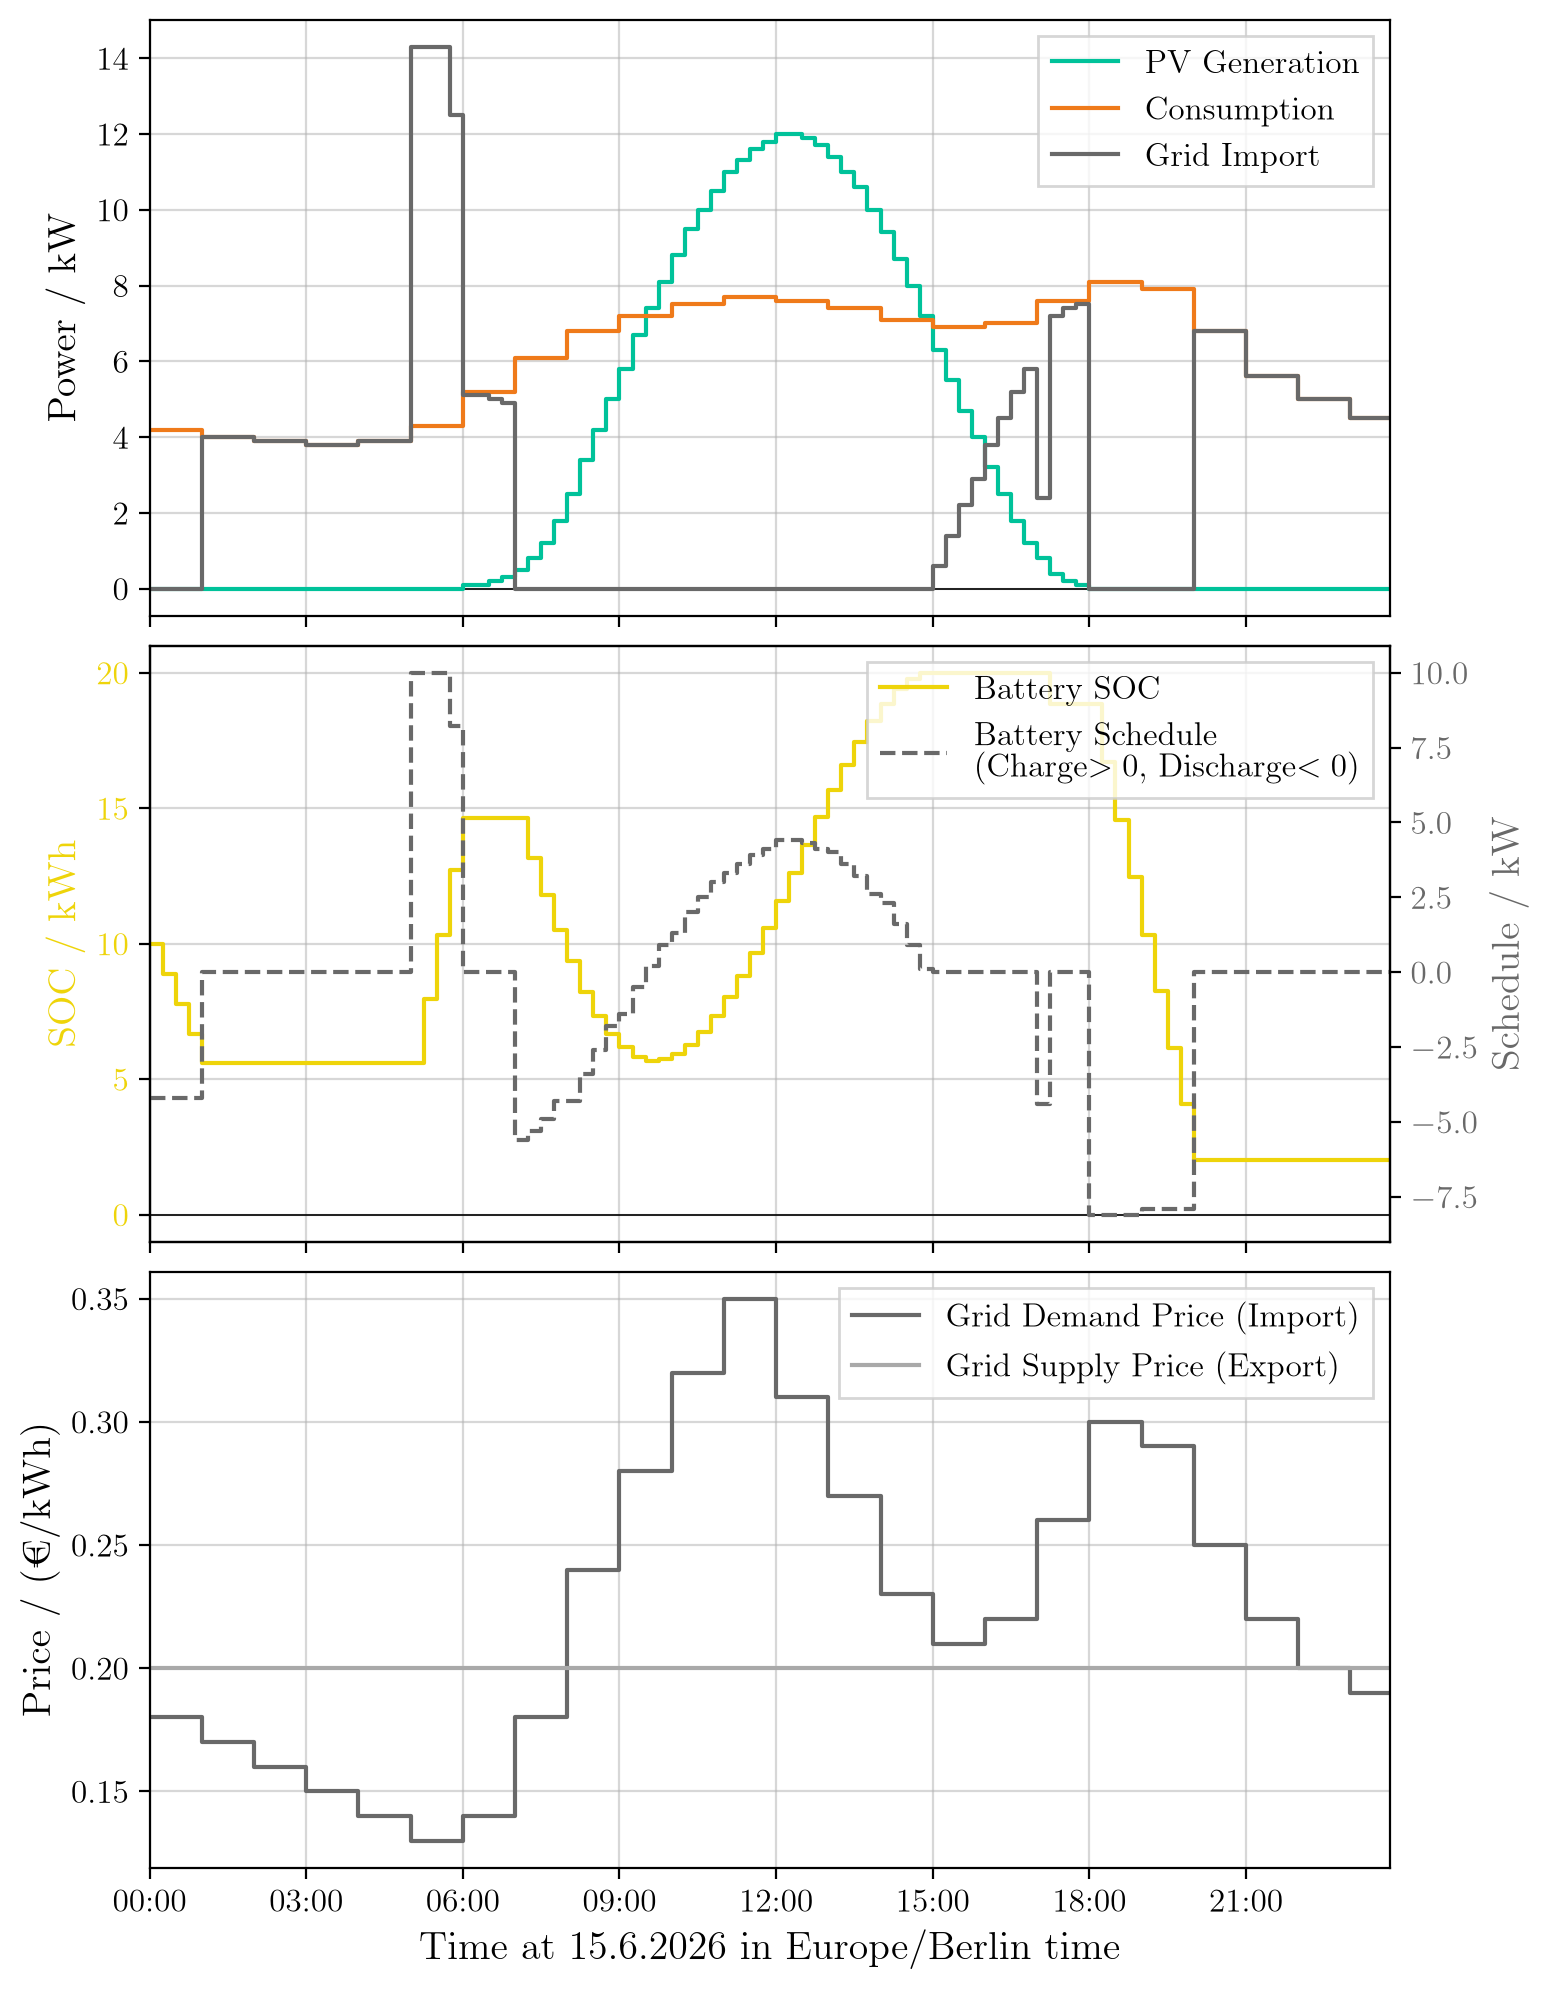 14
12
10
8
6
4
2
0
Power / kW
PV Generation
Consumption
Grid Import
20
15
10
5
0
SOC / kWh
Battery SOC
Battery Schedule
(Charge> 0, Discharge< 0)
10.0
7.5
5.0
2.5
0.0
−2.5
−5.0
−7.5
Schedule / kW
0.35
0.30
0.25
0.20
0.15
Price / (€/kWh)
Grid Demand Price (Import)
Grid Supply Price (Export)
00:00 03:00 06:00 09:00 12:00 15:00 18:00 21:00
Time at 15.6.2026 in Europe/Berlin time